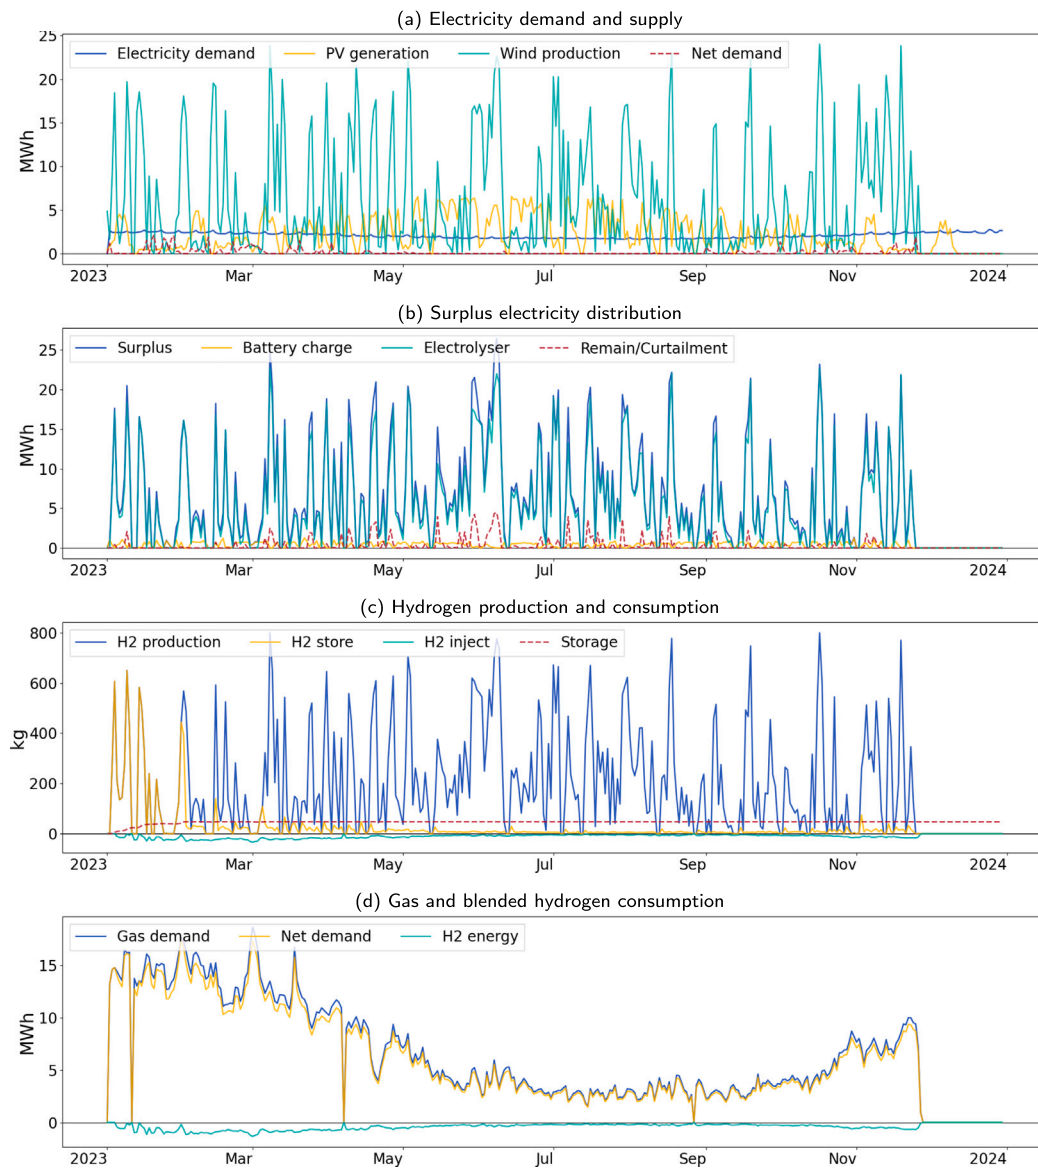 (a) Electricity demand and supply
Electricity demand PV generation Wind production Net demand
MWh
25
20
15
10
5
0
2023 Mar May Jul Sep Nov 2024
(b) Surplus electricity distribution
Surplus Battery charge Electrolyser Remain/Curtailment
MWh
25
20
15
10
5
0
2023 Mar May Jul Sep Nov 2024
(c) Hydrogen production and consumption
H2 production H2 store H2 inject Storage
kg
800
600
400
200
0
2023 Mar May Jul Sep Nov 2024
(d) Gas and blended hydrogen consumption
Gas demand Net demand H2 energy
MWh
15
10
5
0
2023 Mar May Jul Sep Nov 2024